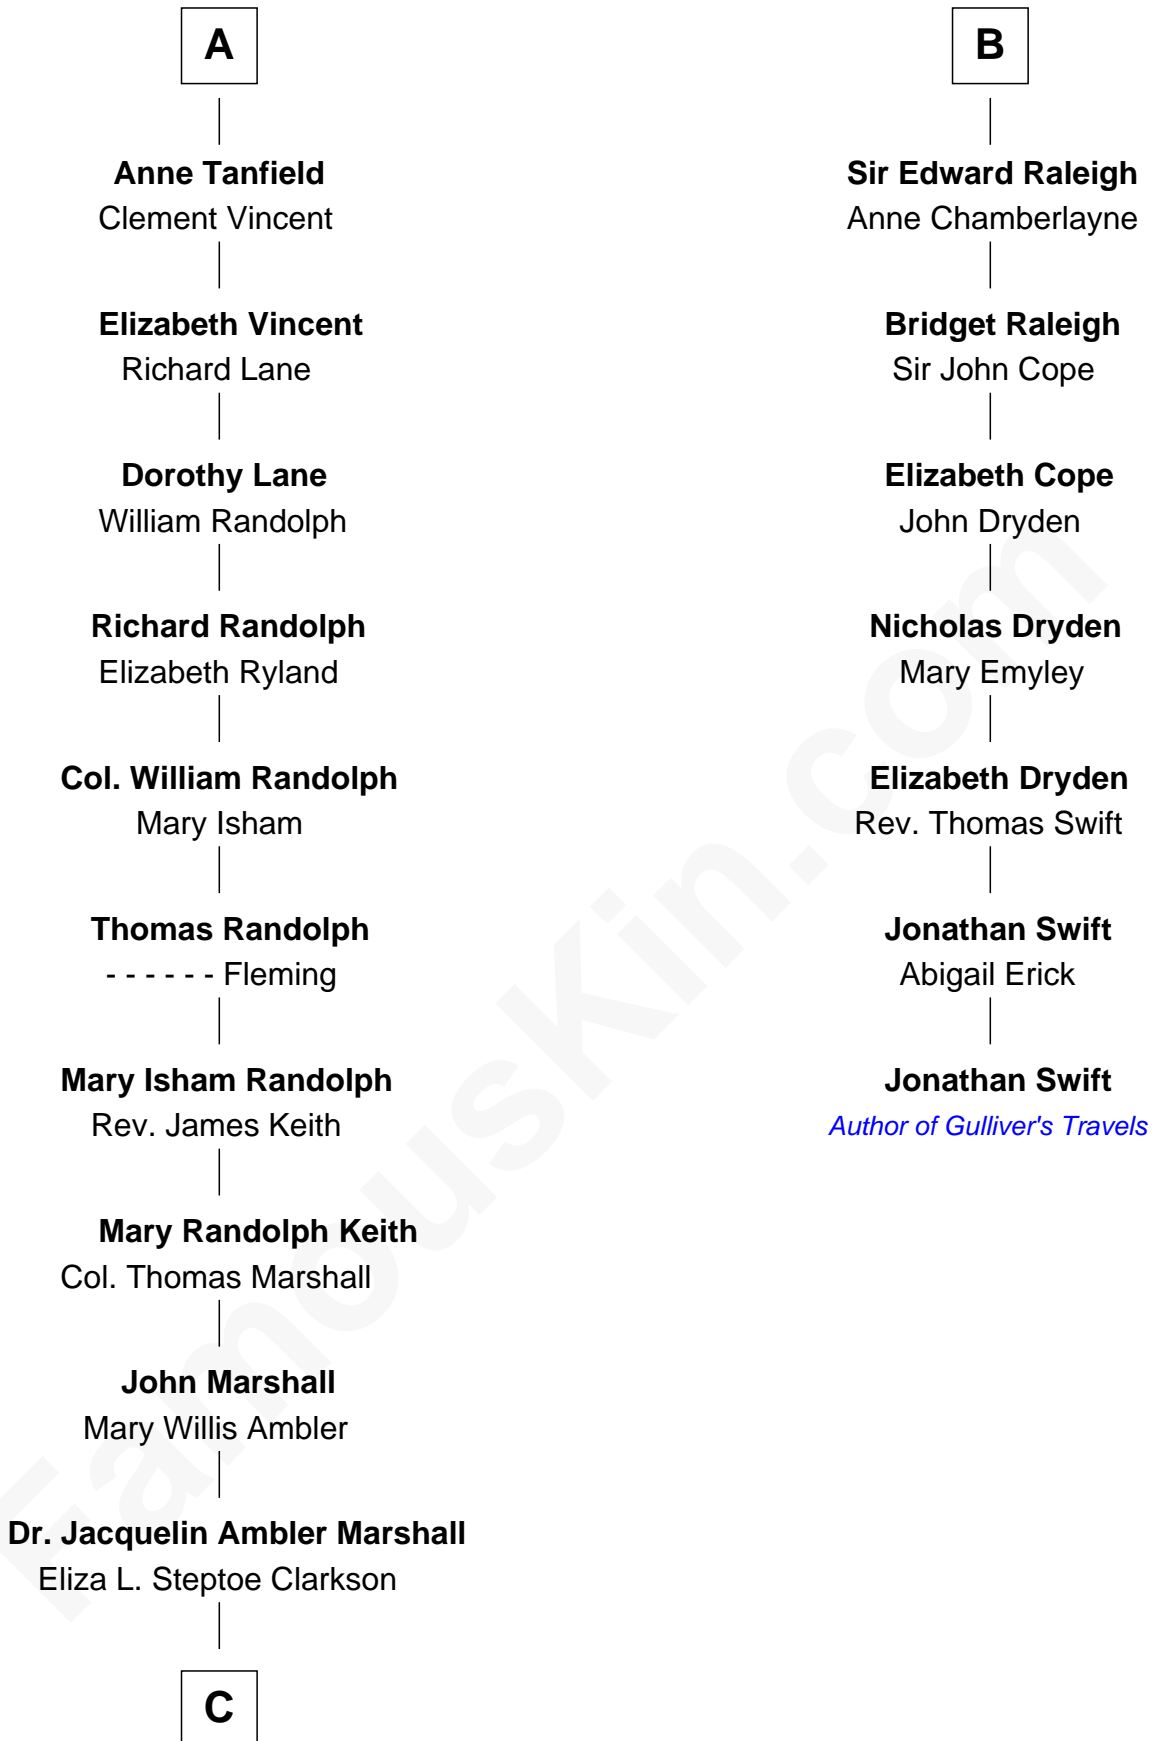 A
Anne Tanfield
Clement Vincent
Elizabeth Vincent
Richard Lane
Dorothy Lane
William Randolph
Richard Randolph
Elizabeth Ryland
Col. William Randolph
Mary Isham
Thomas Randolph
- - - - - - Fleming
Mary Isham Randolph
Rev. James Keith
Mary Randolph Keith
Col. Thomas Marshall
John Marshall
Mary Willis Ambler
Dr. Jacquelin Ambler Marshall
Eliza L. Steptoe Clarkson
C
B
Sir Edward Raleigh
Anne Chamberlayne
Bridget Raleigh
Sir John Cope
Elizabeth Cope
John Dryden
Nicholas Dryden
Mary Emyley
Elizabeth Dryden
Rev. Thomas Swift
Jonathan Swift
Abigail Erick
Jonathan Swift
Author of Gulliver's Travels
FamousKin.com